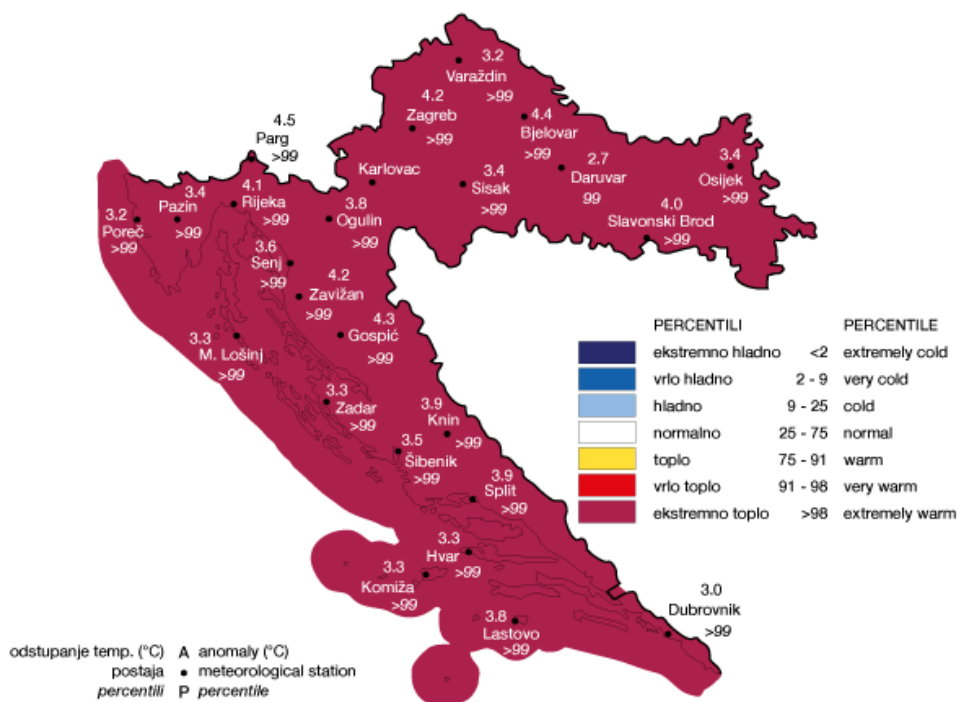 3.2
Varaždin
>99
4.2
Zagreb
>99
4.4
Bjelovar
>99
4.5
Parg
>99
Karlovac
3.4
Sisak
>99
2.7
Daruvar
99
3.4
Osijek
>99
4.0
Slavonski Brod
>99
3.2
Poreč
>99
3.4
Pazin
>99
4.1
Rijeka
>99
3.8
Ogulin
>99
3.6
Senj
>99
4.2
Zavižan
>99
4.3
Gospić
>99
3.3
M. Lošinj
>99
3.3
Zadar
>99
3.9
Knin
>99
3.5
Šibenik
>99
3.9
Split
>99
3.3
Hvar
>99
3.3
Komiža
>99
3.8
Lastovo
>99
3.0
Dubrovnik
>99
PERCENTILI PERCENTILE
ekstremno hladno <2 extremely cold
vrlo hladno 2 - 9 very cold
hladno 9 - 25 cold
normalno 25 - 75 normal
toplo 75 - 91 warm
vrlo toplo 91 - 98 very warm
ekstremno toplo >98 extremely warm
odstupanje temp. (°C) A anomaly (°C)
postaja • meteorological station
percentili P percentile